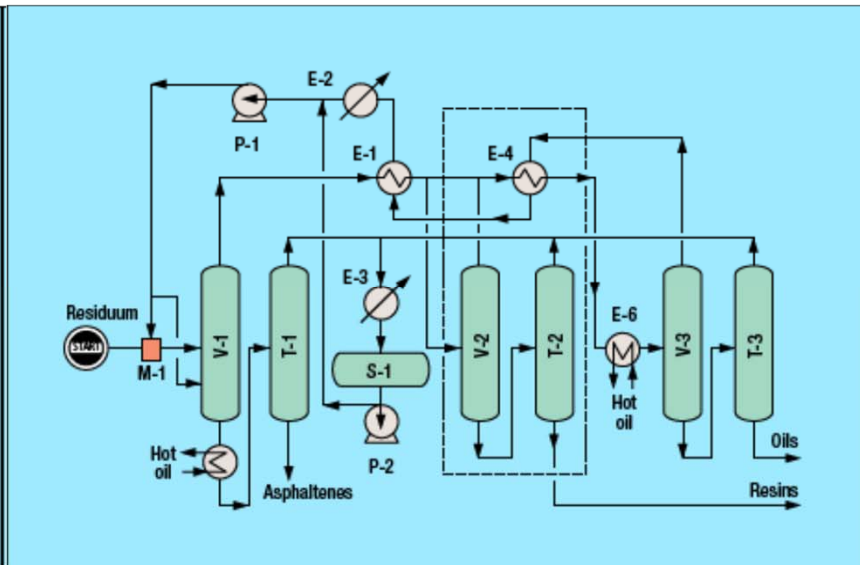 E-2
P-1
E-1
E-4
E-3
Residuum
START
M-1
V-1
T-1
S-1
V-2
T-2
E-6
V-3
T-3
Hot
oil
Hot
oil
P-2
Asphaltenes
Oils
Resins